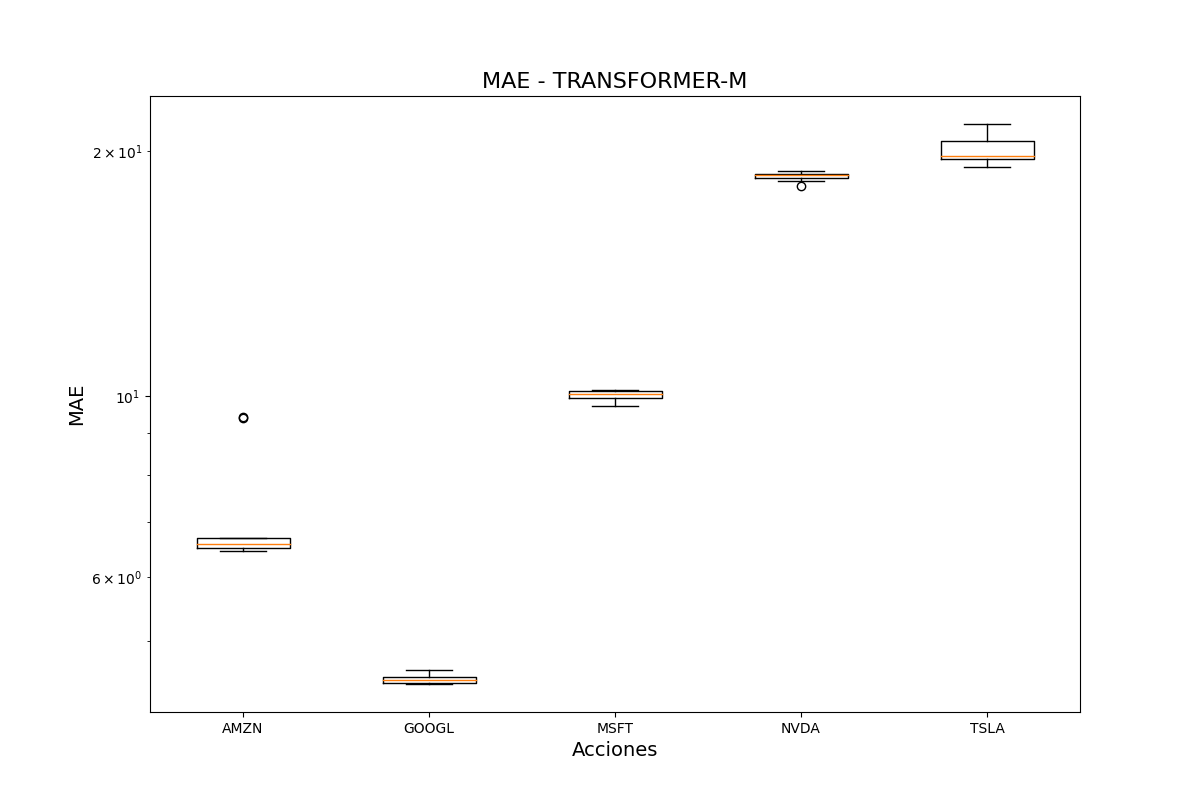 MAE - TRANSFORMER-M
2 × 10¹
10¹
6 × 10⁰
MAE
AMZN GOOGL MSFT NVDA TSLA
Acciones